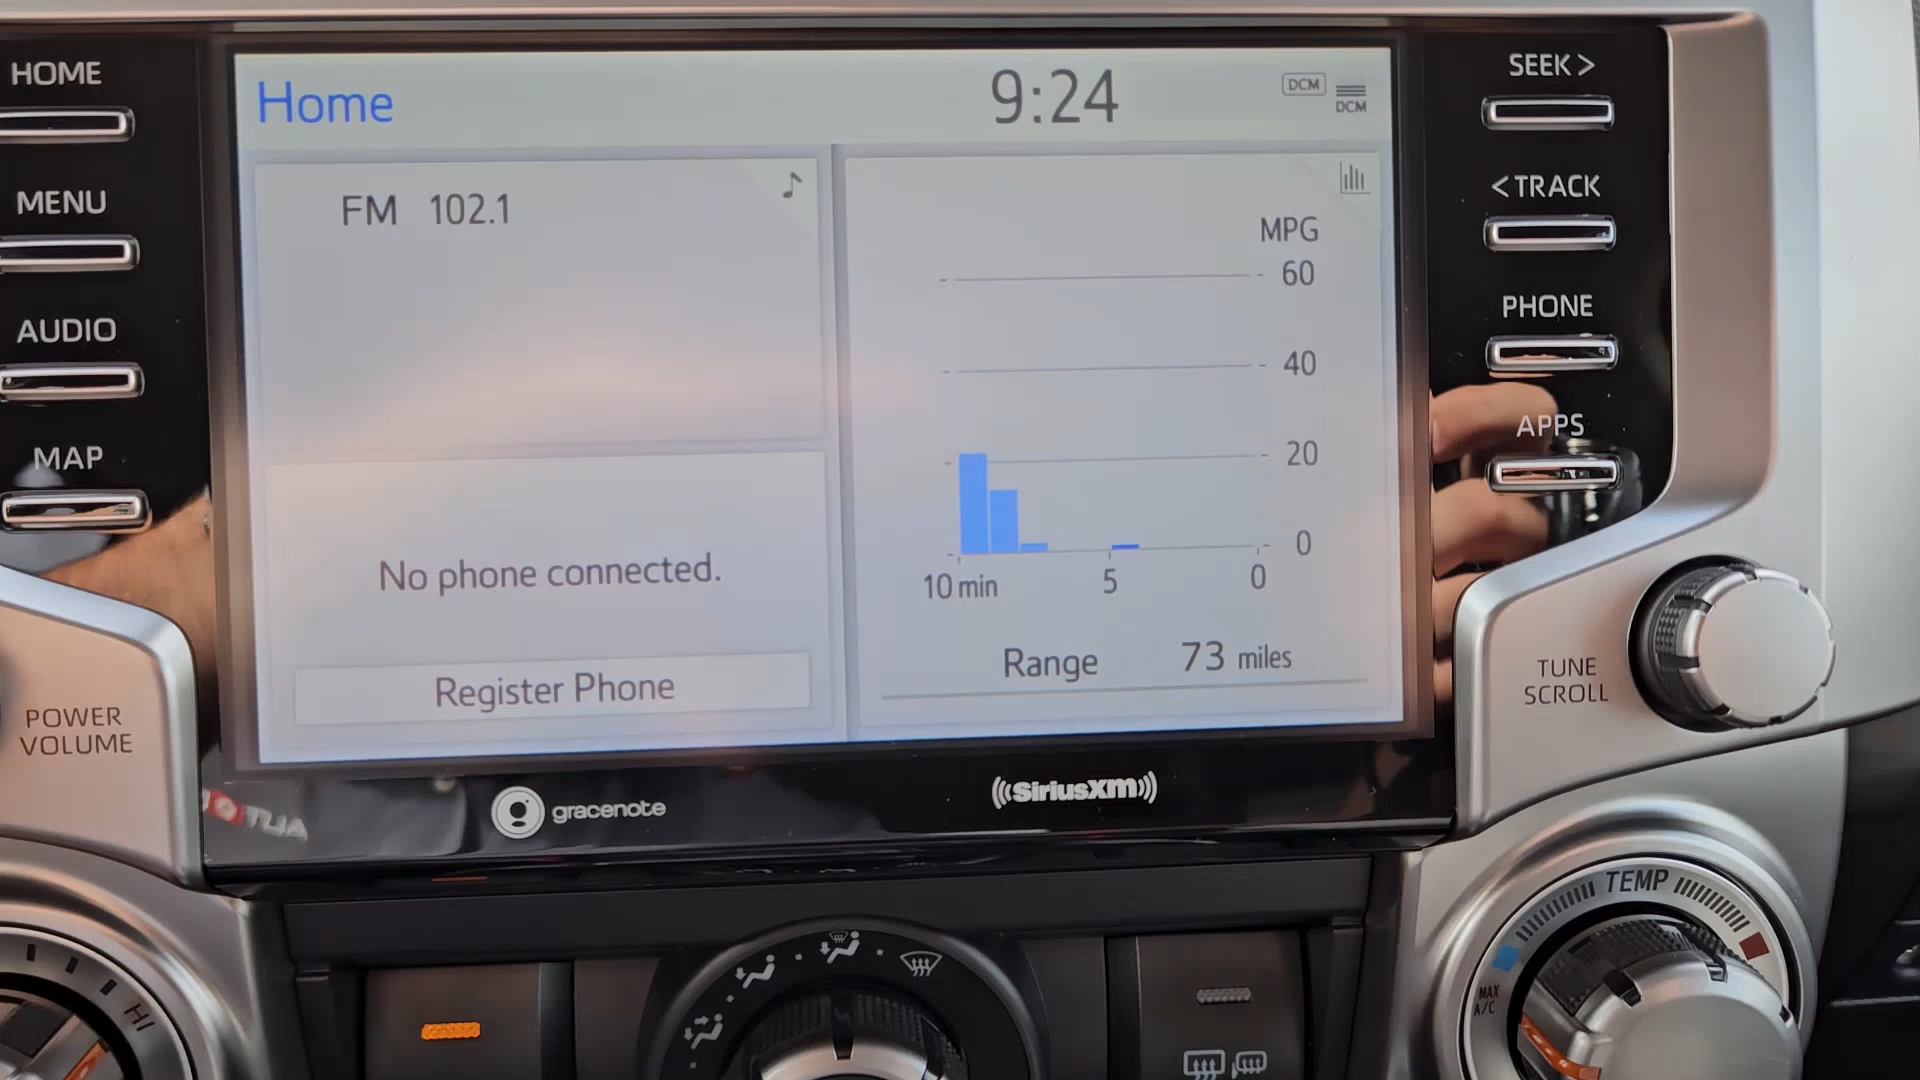 HOME
MENU
AUDIO
MAP
POWER
VOLUME
Home
9:24
DCM
DCM
FM 102.1
No phone connected.
Register Phone
MPG
60
40
20
0
10 min 5 0
Range 73 miles
SEEK >
< TRACK
PHONE
APPS
TUNE
SCROLL
gracenote
((SiriusXM))
HI
TEMP
MAX
A/C